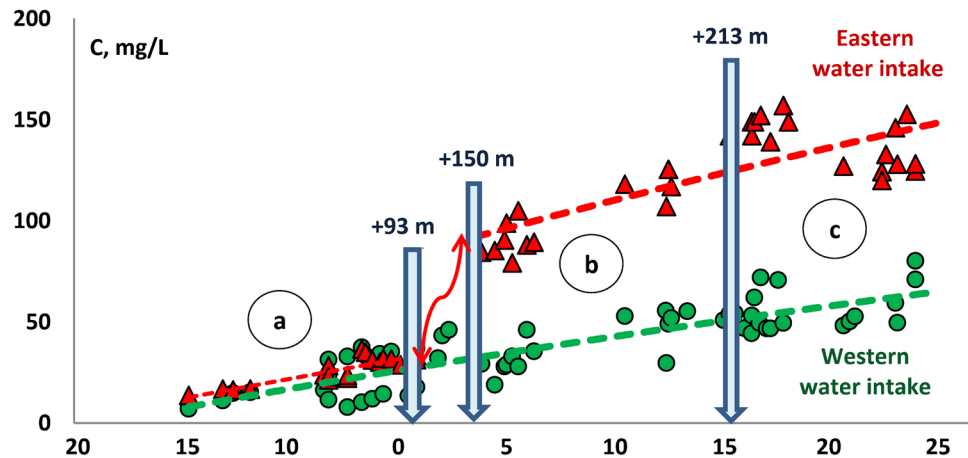 200
C, mg/L
+213 m
Eastern
water intake
150
+150 m
+93 m
100
a
b
c
50
Western
water intake
0
20 15 10 0 5 10 15 20 25